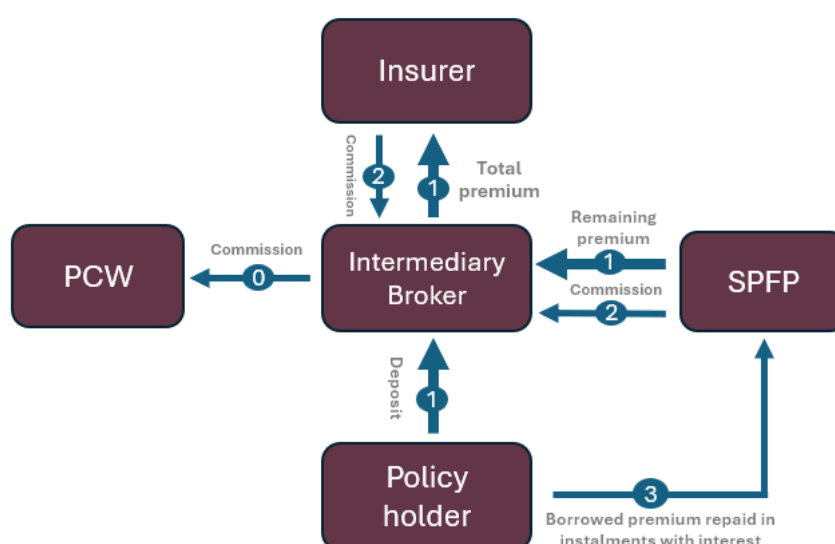 Insurer
Commission
2
1
Total
premium
Remaining
premium
Commission
PCW
0
Intermediary
Broker
1
SPFP
Commission
2
Deposit
1
Policy
holder
3
Borrowed premium repaid in
instalments with interest